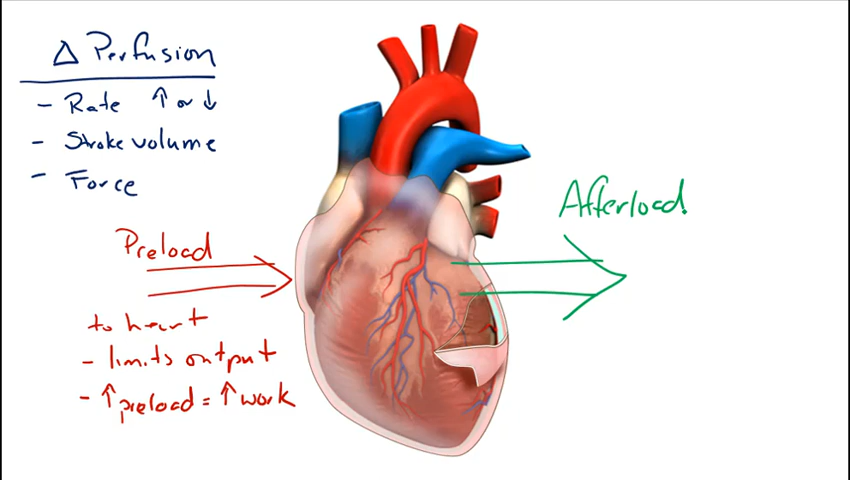 Δ Perfusion
- Rate ↑ or ↓
- Stroke volume
- Force
Preload
to heart
- limits output
- ↑ preload = ↑ work
Afterload